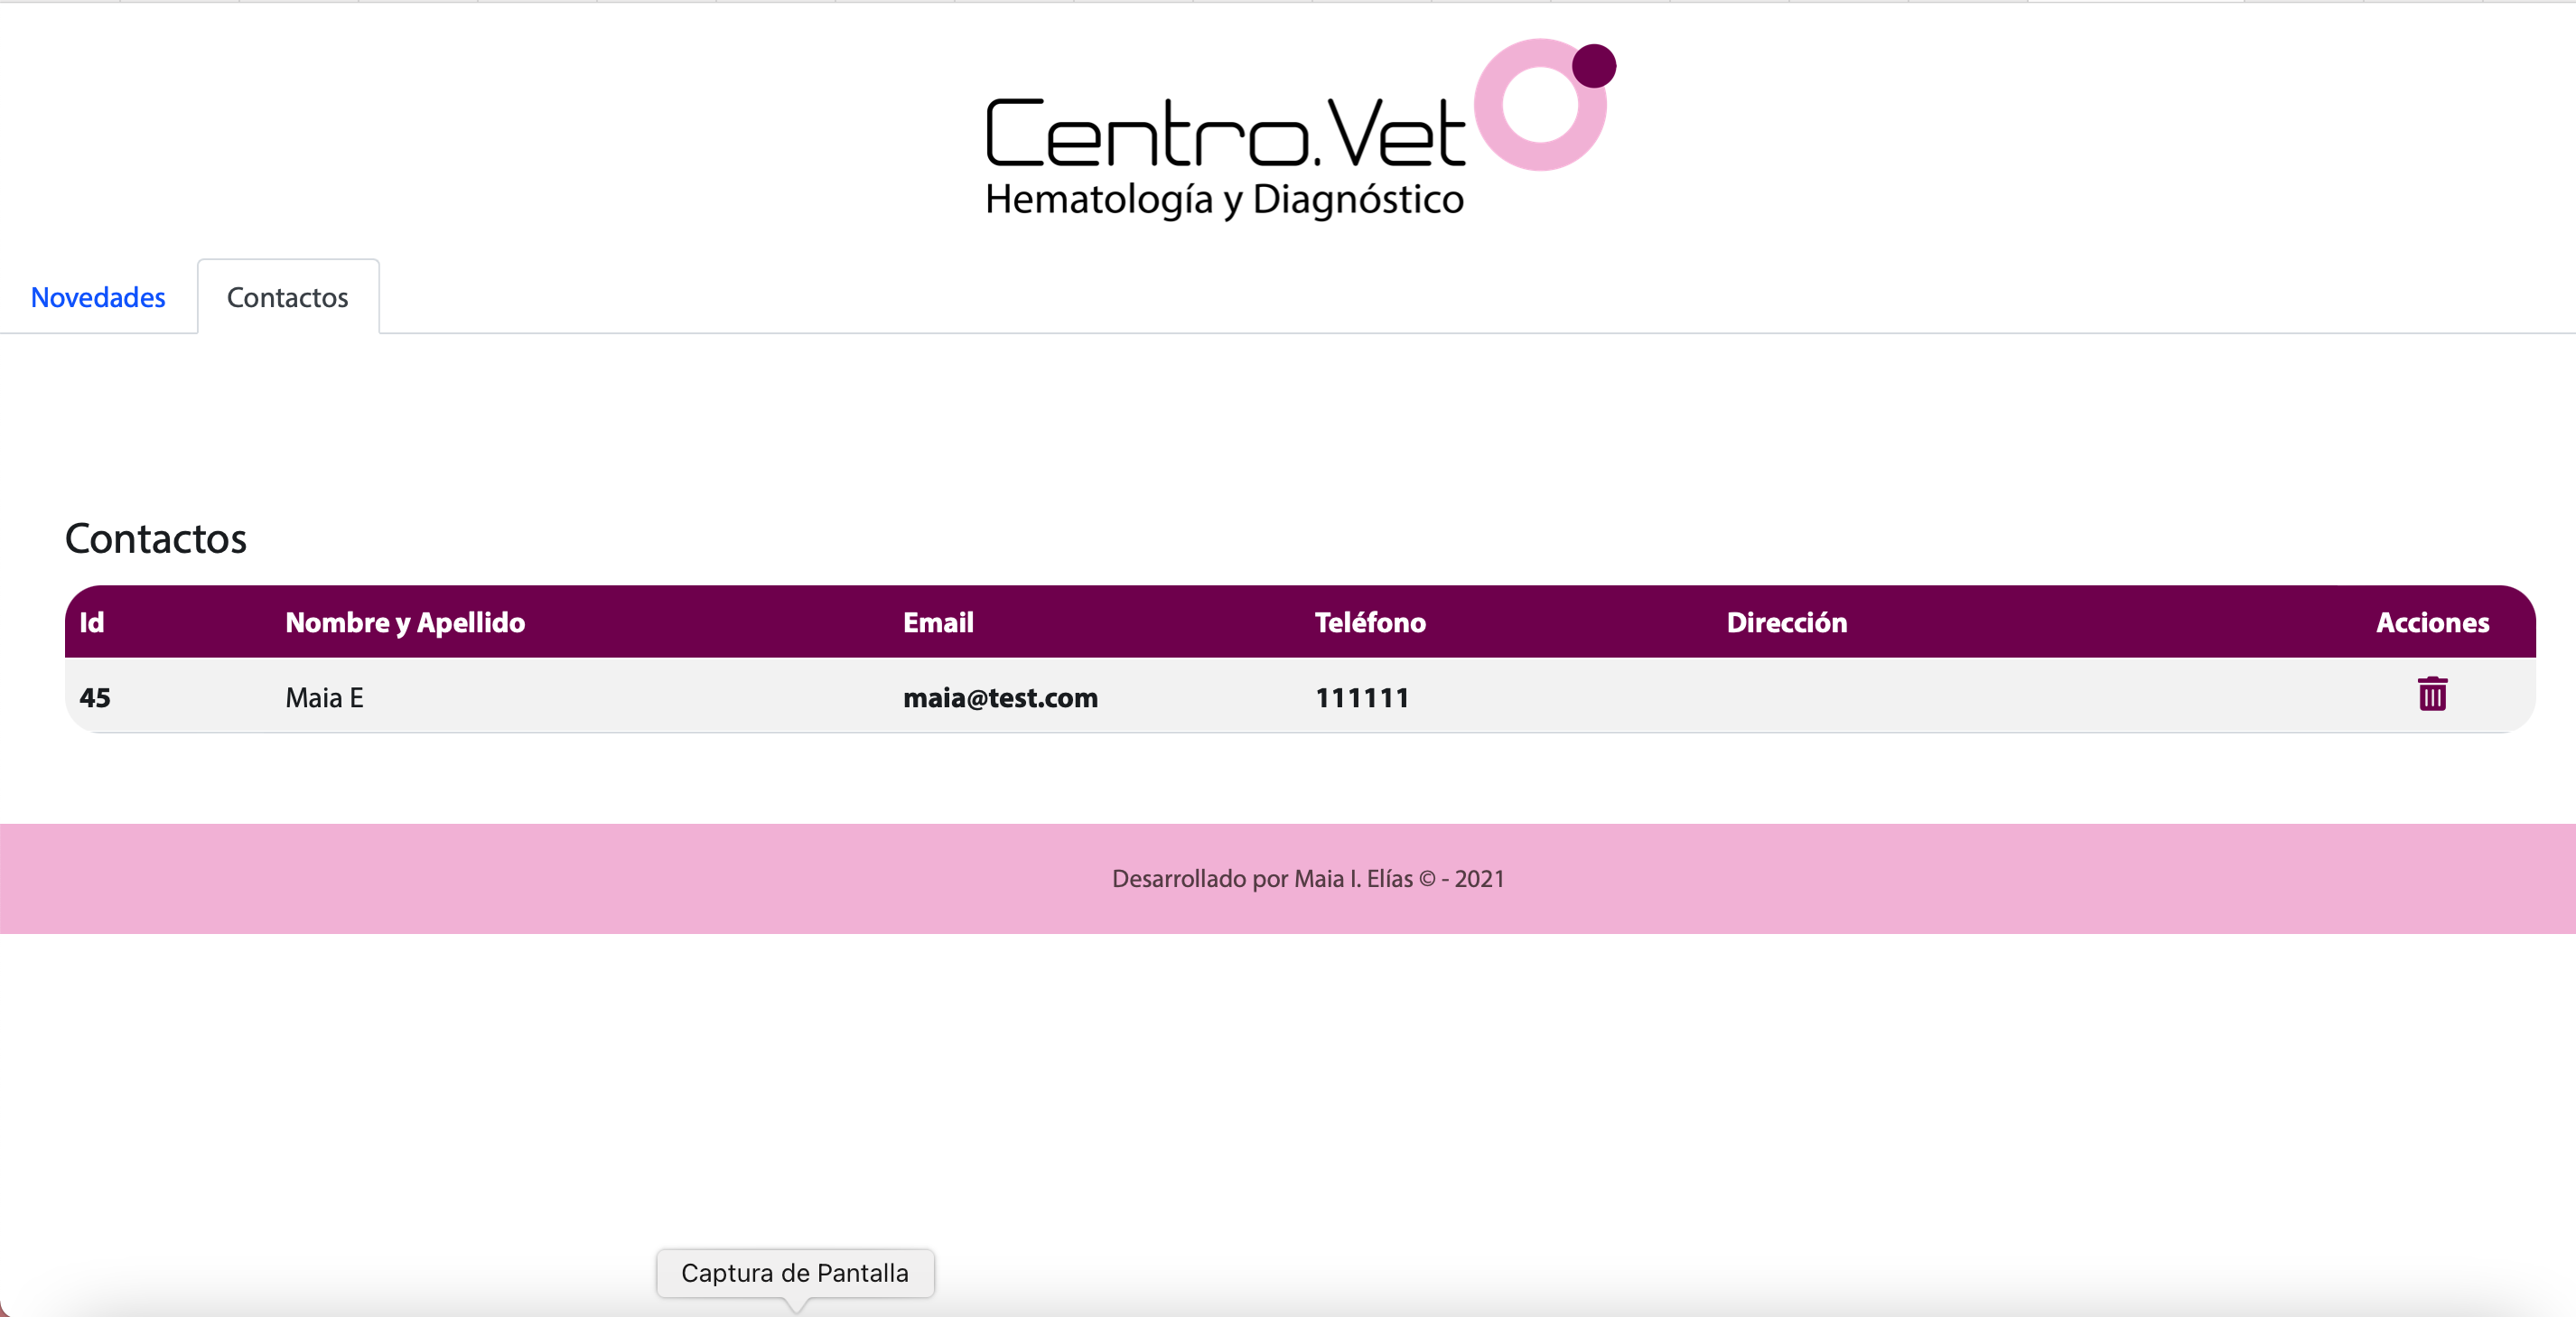 Centro.Vet
Hematología y Diagnóstico
Novedades Contactos
Contactos
Id Nombre y Apellido Email Teléfono Dirección Acciones
45 Maia E maia@test.com 111111
Desarrollado por Maia I. Elías © - 2021
Captura de Pantalla